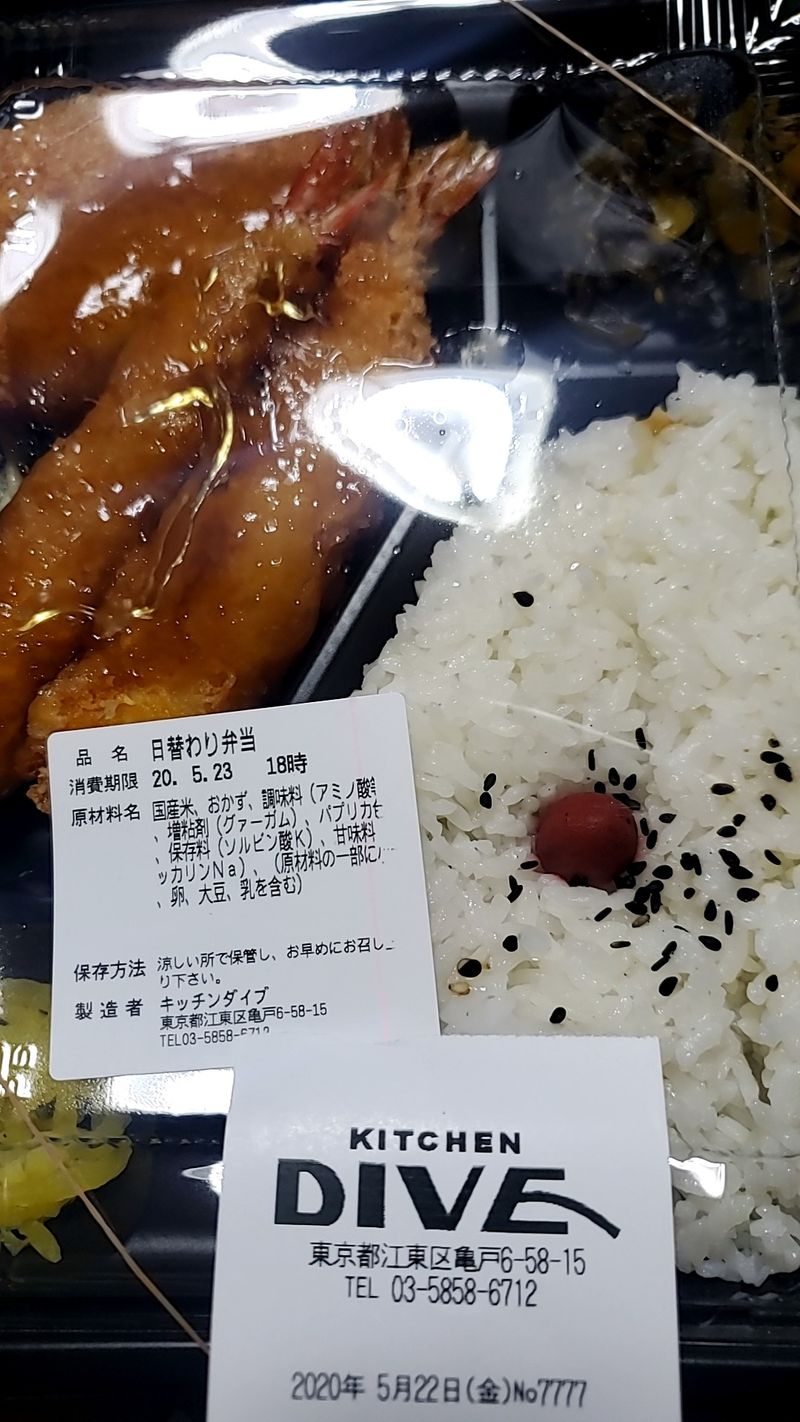 品名 日替わり弁当
消費期限 20. 5.23 18時
原材料名 国産米、おかず、調味料(アミノ酸等
、増粘剤(グァーガム)、パプリカ
、保存料(ソルビン酸K)、甘味料
ッカリンNa)、(原材料の一部に
、卵、大豆、乳を含む)
保存方法 涼しい所で保管し、お早めにお召し
り下さい。
製造者 キッチンダイブ
東京都江東区亀戸6-58-15
TEL03-5858-6712
KITCHEN
DIVE
東京都江東区亀戸6-58-15
TEL 03-5858-6712
2020年 5月22日(金)No7777